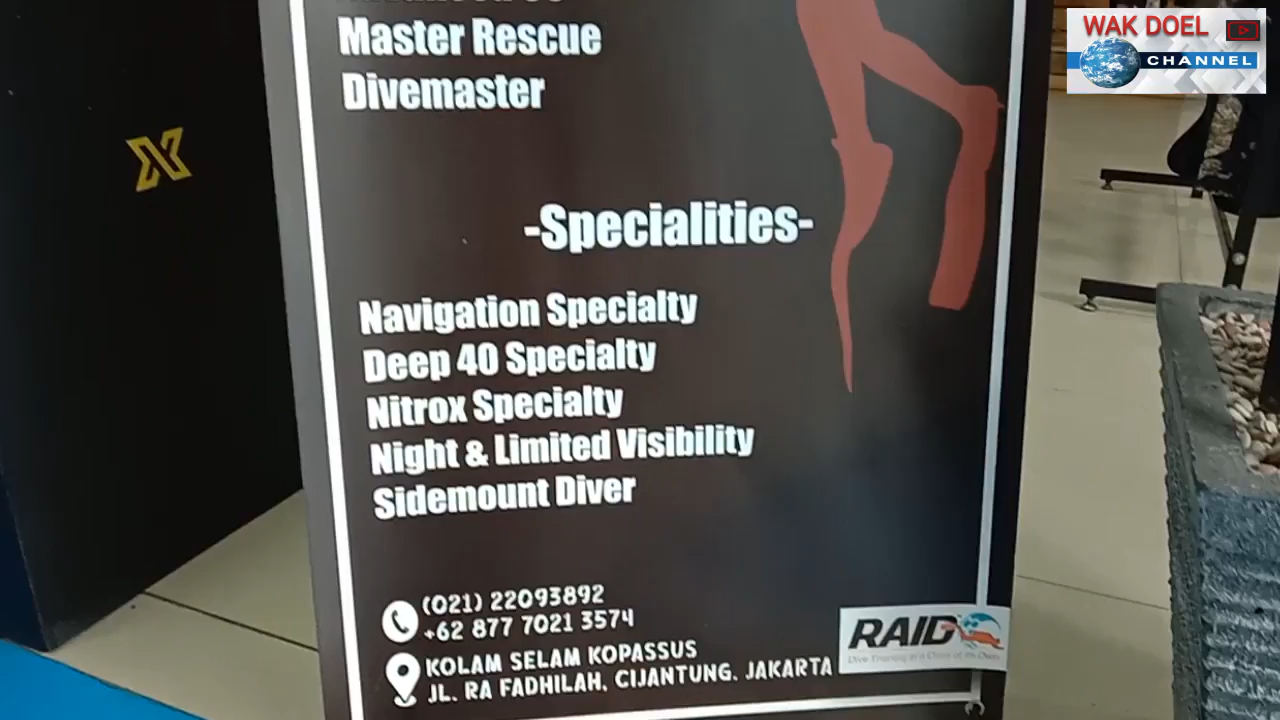 WAK DOEL
CHANNEL
Master Rescue
Divemaster
-Specialities-
Navigation Specialty
Deep 40 Specialty
Nitrox Specialty
Night & Limited Visibility
Sidemount Diver
(021) 22093892
+62 877 7021 3574
KOLAM SELAM KOPASSUS
JL. RA FADHILAH. CIJANTUNG. JAKARTA
RAID